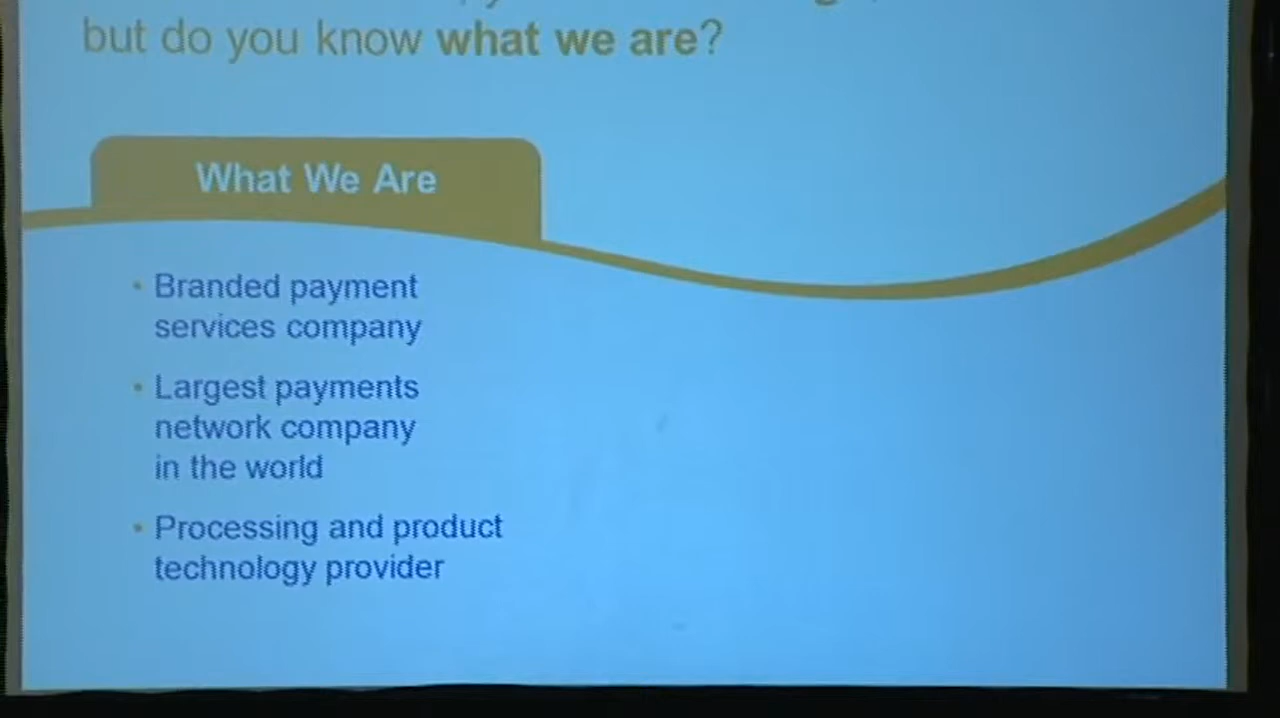 but do you know what we are?
What We Are
• Branded payment
services company
• Largest payments
network company
in the world
• Processing and product
technology provider